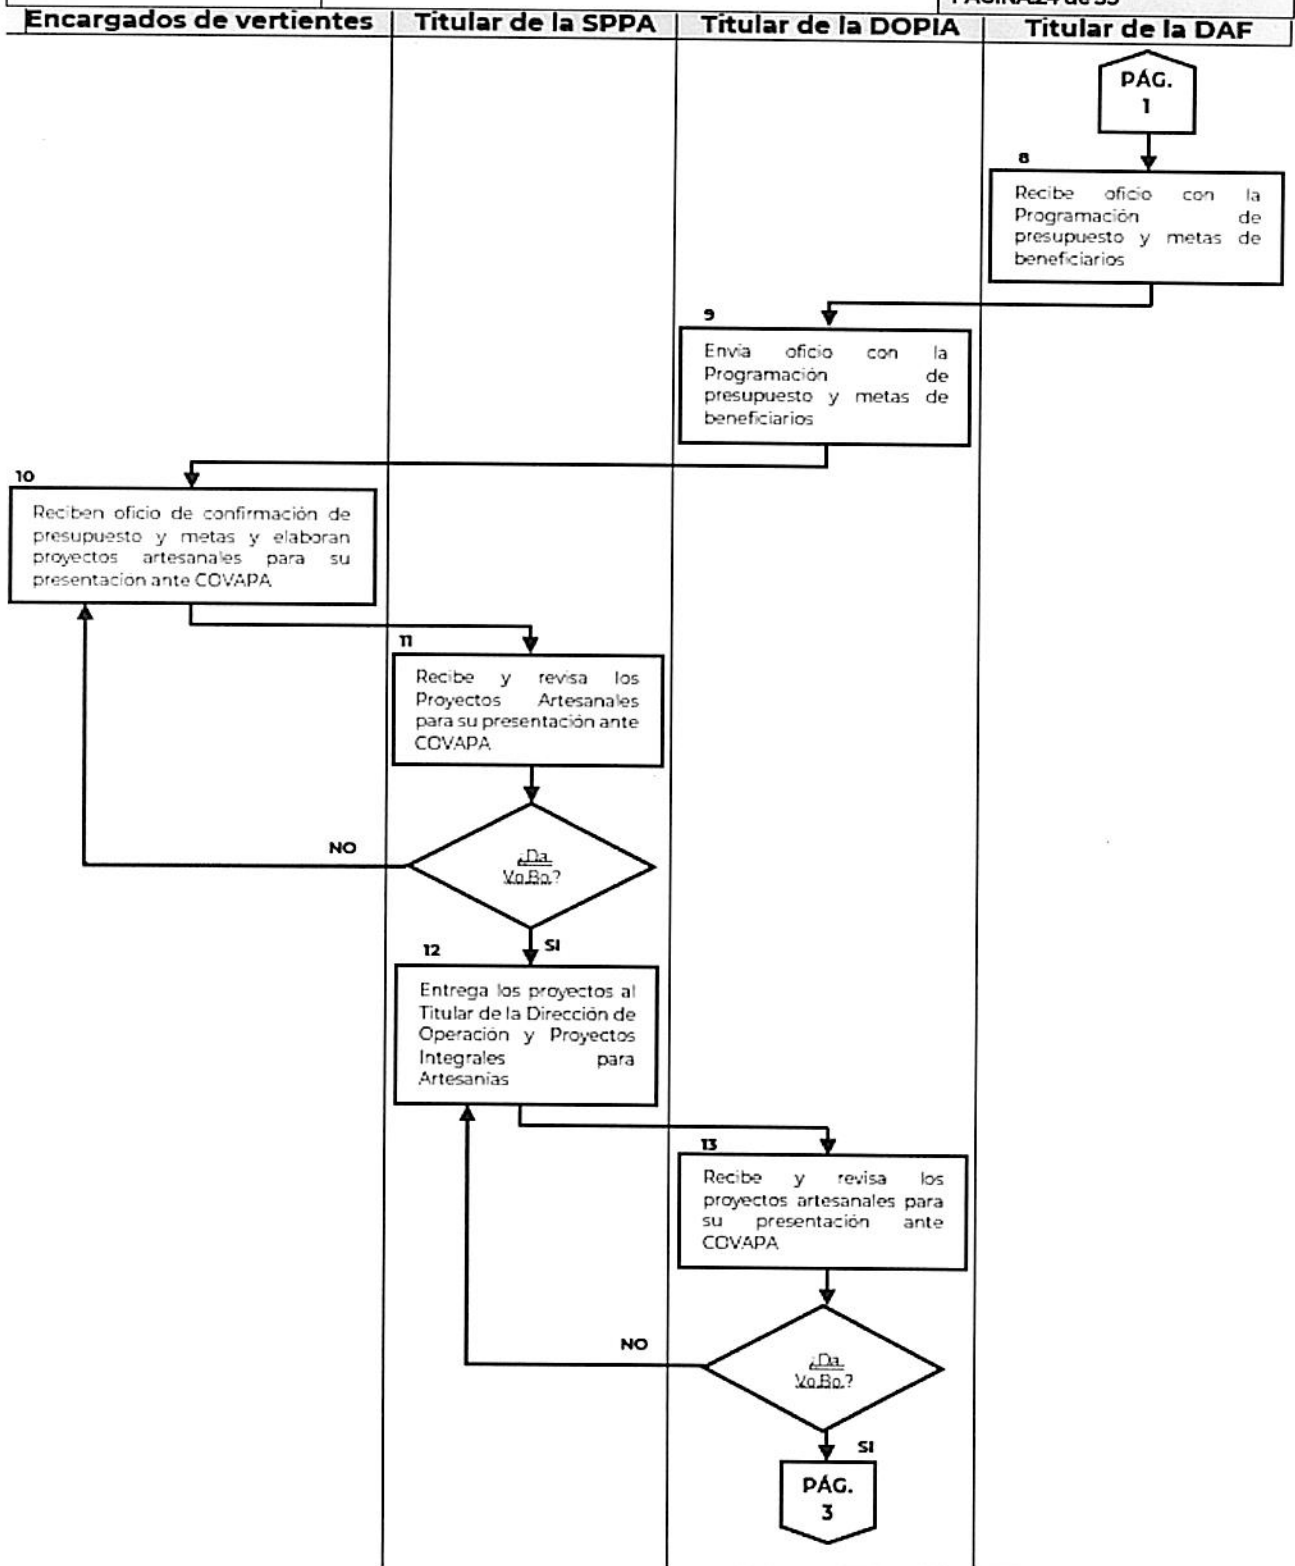 PÁGINA 24 de 35
Encargados de vertientes
Titular de la SPPA
Titular de la DOPIA
Titular de la DAF
PÁG.
1
8
Recibe oficio con la
Programación de
presupuesto y metas de
beneficiarios
9
Envía oficio con la
Programación de
presupuesto y metas de
beneficiarios
10
Reciben oficio de confirmación de
presupuesto y metas y elaboran
proyectos artesanales para su
presentación ante COVAPA
11
Recibe y revisa los
Proyectos Artesanales
para su presentación ante
COVAPA
NO
¿Da
Vo.Bo.?
SI
12
Entrega los proyectos al
Titular de la Dirección de
Operación y Proyectos
Integrales para
Artesanías
13
Recibe y revisa los
proyectos artesanales para
su presentación ante
COVAPA
NO
¿Da
Vo.Bo.?
SI
PÁG.
3